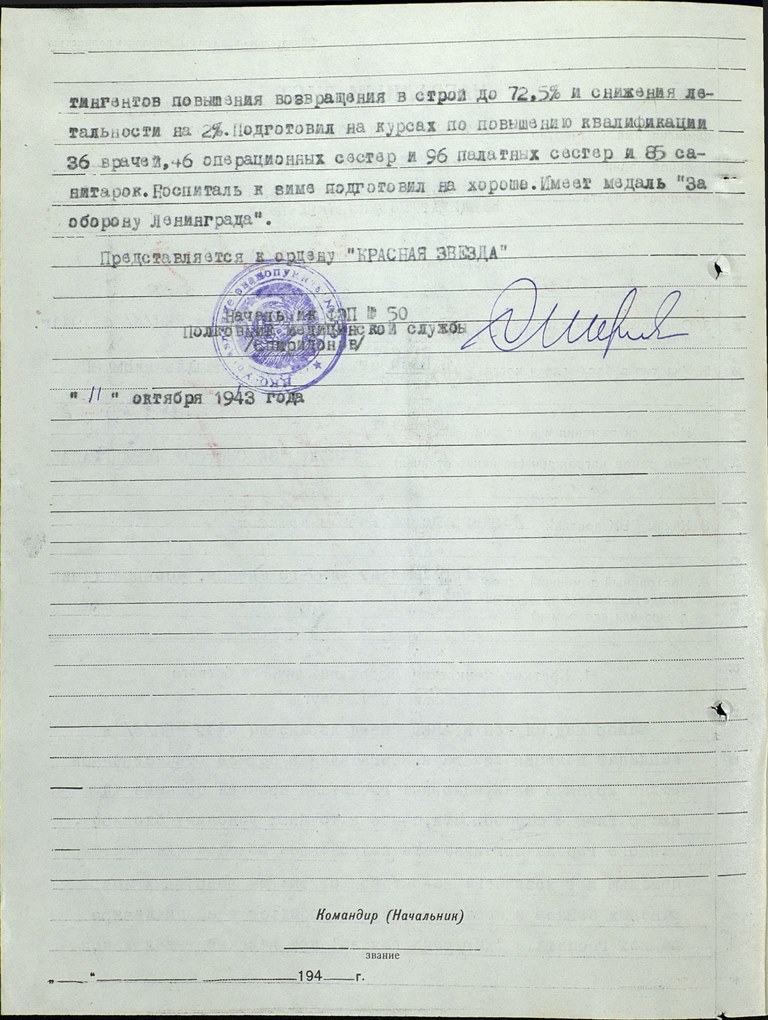 тингентов повышения возвращения в строй до 72,5% и снижения ле-
тальности на 2%.Подготовил на курсах по повышению квалификации
36 врачей,46 операционных сестер и 96 палатных сестер и 85 са-
нитарок.Госпиталь к зиме подготовил на хорошо.Имеет медаль "За
оборону Ленинграда".
Представляется к ордену "КРАСНАЯ ЗВЕЗДА"
Начальник ФЭП № 50
Полковник медицинской службы
/Спиридонов/
" 11 " октября 1943 года
Командир (Начальник)
звание
„ “ 194 г.